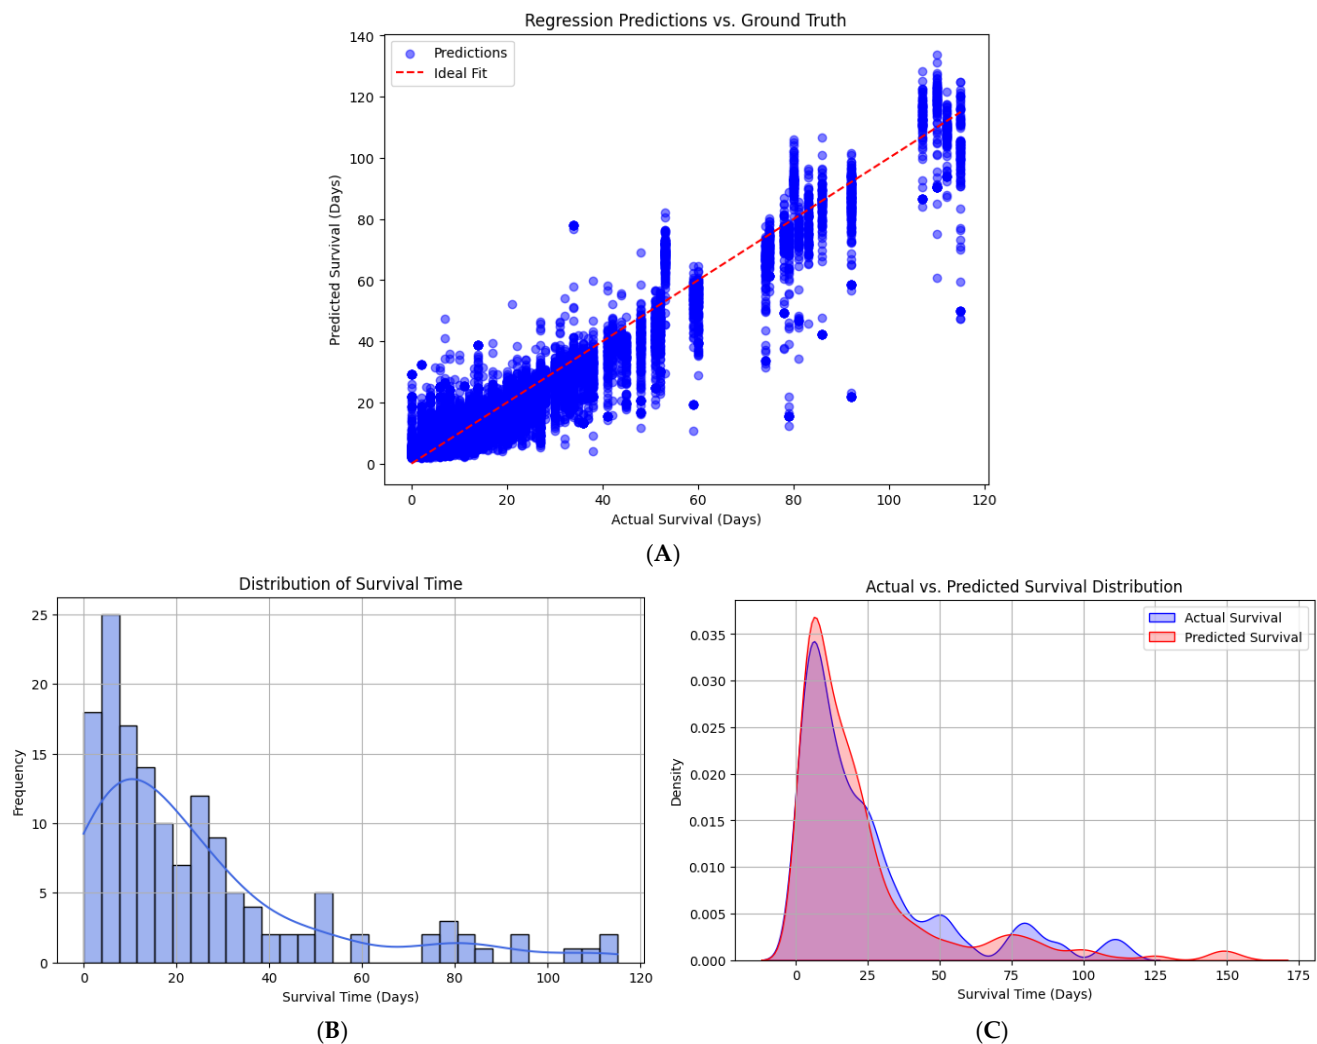 Regression Predictions vs. Ground Truth
Predictions
Ideal Fit
Predicted Survival (Days)
140
120
100
80
60
40
20
0
0 20 40 60 80 100 120
Actual Survival (Days)
(A)
Distribution of Survival Time
Frequency
25
20
15
10
5
0
0 20 40 60 80 100 120
Survival Time (Days)
(B)
Actual vs. Predicted Survival Distribution
Actual Survival
Predicted Survival
Density
0.035
0.030
0.025
0.020
0.015
0.010
0.005
0.000
0 25 50 75 100 125 150 175
Survival Time (Days)
(C)